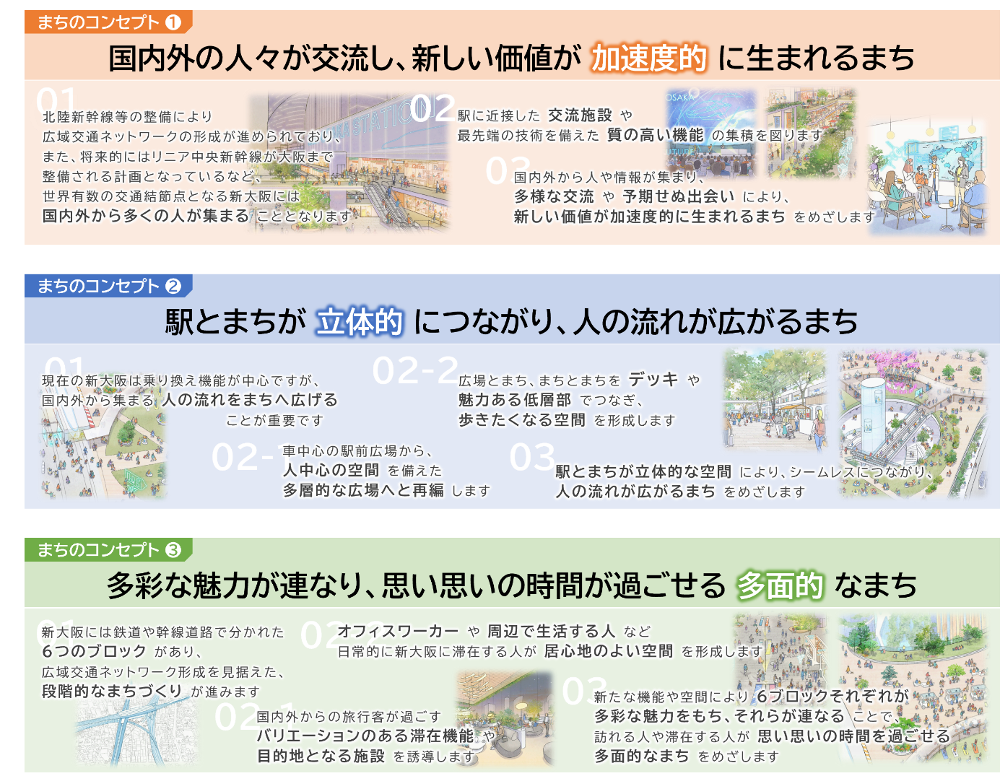 まちのコンセプト ❶
国内外の人々が交流し、新しい価値が 加速度的 に生まれるまち
01
北陸新幹線等の整備により
広域交通ネットワークの形成が進められており、
また、将来的にはリニア中央新幹線が大阪まで
整備される計画となっているなど、
世界有数の交通結節点となる新大阪には
国内外から多くの人が集まる こととなります
STATION
02
駅に近接した 交流施設 や
最先端の技術を備えた 質の高い機能 の集積を図ります
OSAKA
03
国内外から人や情報が集まり、
多様な交流 や 予期せぬ出会い により、
新しい価値が加速度的に生まれるまち をめざします
まちのコンセプト ❷
駅とまちが 立体的 につながり、人の流れが広がるまち
01
現在の新大阪は乗り換え機能が中心ですが、
国内外から集まる 人の流れをまちへ広げる
ことが重要です
02-1
車中心の駅前広場から、
人中心の空間 を備えた
多層的な広場へと再編 します
02-2
広場とまち、まちとまちを デッキ や
魅力ある低層部 でつなぎ、
歩きたくなる空間 を形成します
03
駅とまちが立体的な空間 により、シームレスにつながり、
人の流れが広がるまち をめざします
まちのコンセプト ❸
多彩な魅力が連なり、思い思いの時間が過ごせる 多面的 なまち
01
新大阪には鉄道や幹線道路で分かれた
6つのブロック があり、
広域交通ネットワーク形成を見据えた、
段階的なまちづくり が進みます
02-1
国内外からの旅行客が過ごす
バリエーションのある滞在機能 や
目的地となる施設 を誘導します
02-2
オフィスワーカー や 周辺で生活する人 など
日常的に新大阪に滞在する人が 居心地のよい空間 を形成します
03
新たな機能や空間により 6ブロックそれぞれが
多彩な魅力をもち、それらが連なる ことで、
訪れる人や滞在する人が 思い思いの時間を過ごせる
多面的なまち をめざします